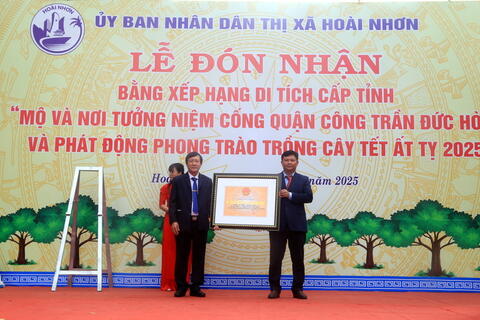 HOÀI NHƠN
ỦY BAN NHÂN DÂN THỊ XÃ HOÀI NHƠN
LỄ ĐÓN NHẬN
BẰNG XẾP HẠNG DI TÍCH CẤP TỈNH
“MỘ VÀ NƠI TƯỞNG NIỆM CỐNG QUẬN CÔNG TRẦN ĐỨC HÒ
VÀ PHÁT ĐỘNG PHONG TRÀO TRỒNG CÂY TẾT ẤT TỴ 2025
Hoà năm 2025